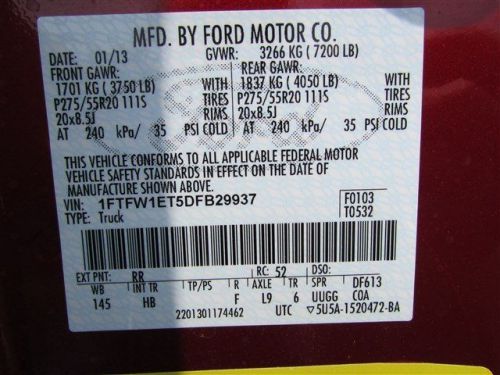 MFD. BY FORD MOTOR CO.
DATE: 01/13 GVWR: 3266 KG (7200 LB)
FRONT GAWR: REAR GAWR:
1701 KG (3750 LB) WITH 1837 KG (4050 LB) WITH
P275/55R20 111S TIRES P275/55R20 111S TIRES
20x8.5J RIMS 20x8.5J RIMS
AT 240 kPa/ 35 PSI COLD AT 240 kPa/ 35 PSI COLD
THIS VEHICLE CONFORMS TO ALL APPLICABLE FEDERAL MOTOR
VEHICLE SAFETY STANDARDS IN EFFECT ON THE DATE OF
MANUFACTURE SHOWN ABOVE.
VIN: 1FTFW1ET5DFB29937 F0103
TYPE: Truck T0532
EXT PNT: RR RC: 52 DSO:
WB BRK INT TR TP/PS R AXLE TR SPR DF613
145 HB F L9 6 UUGG COA
2201301174462 UTC ▽5U5A-1520472-BA